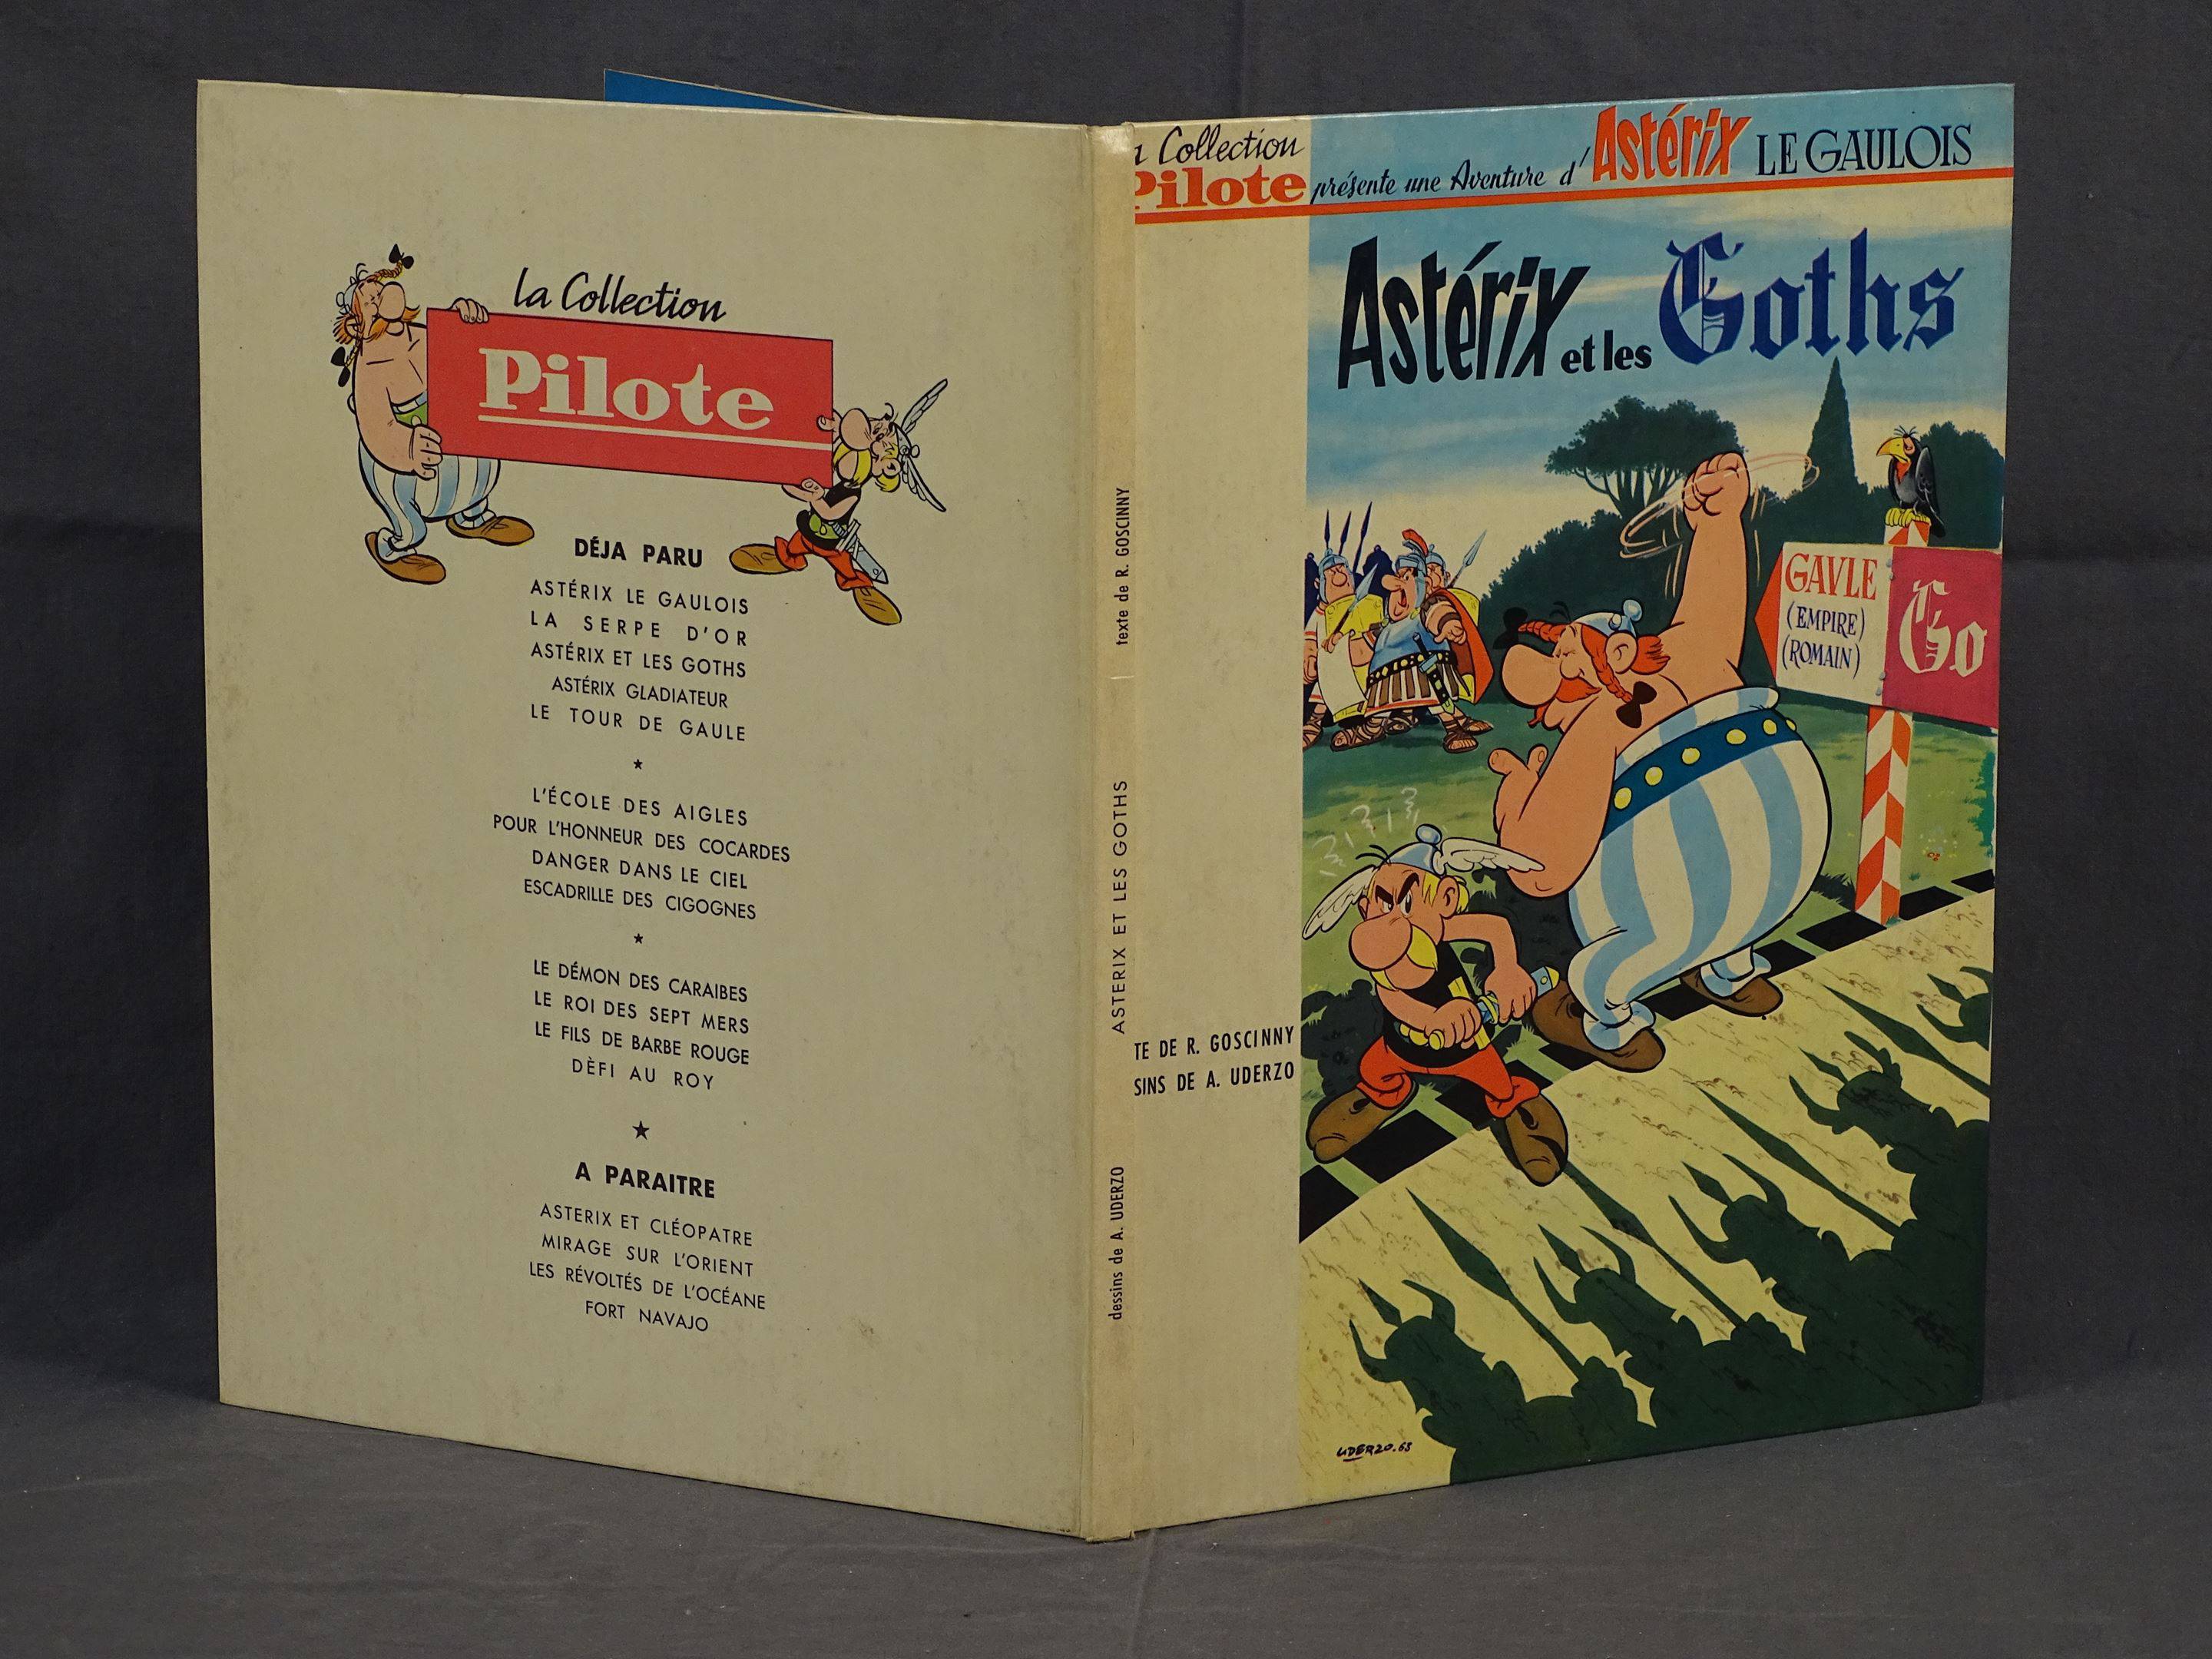 La Collection
Pilote
DÉJA PARU
ASTÉRIX LE GAULOIS
LA SERPE D'OR
ASTÉRIX ET LES GOTHS
ASTÉRIX GLADIATEUR
LE TOUR DE GAULE
L'ÉCOLE DES AIGLES
POUR L'HONNEUR DES COCARDES
DANGER DANS LE CIEL
ESCADRILLE DES CIGOGNES
LE DÉMON DES CARAIBES
LE ROI DES SEPT MERS
LE FILS DE BARBE ROUGE
DÈFI AU ROY
A PARAITRE
ASTERIX ET CLÉOPATRE
MIRAGE SUR L'ORIENT
LES RÉVOLTÉS DE L'OCÉANE
FORT NAVAJO
texte de R. GOSCINNY
ASTERIX ET LES GOTHS
dessins de A. UDERZO
a Collection
Pilote présente une Aventure d'Astérix LE GAULOIS
Astérix et les Goths
GAVLE
(EMPIRE)
(ROMAIN)
Go
TE DE R. GOSCINNY
SINS DE A. UDERZO
UDERZO.63